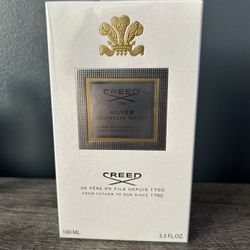 CREED
SILVER
MOUNTAIN WATER
CREED
DE PÈRE EN FILS DEPUIS 1760
FROM FATHER TO SON SINCE 1760
100 ML
3.3 FL.OZ.